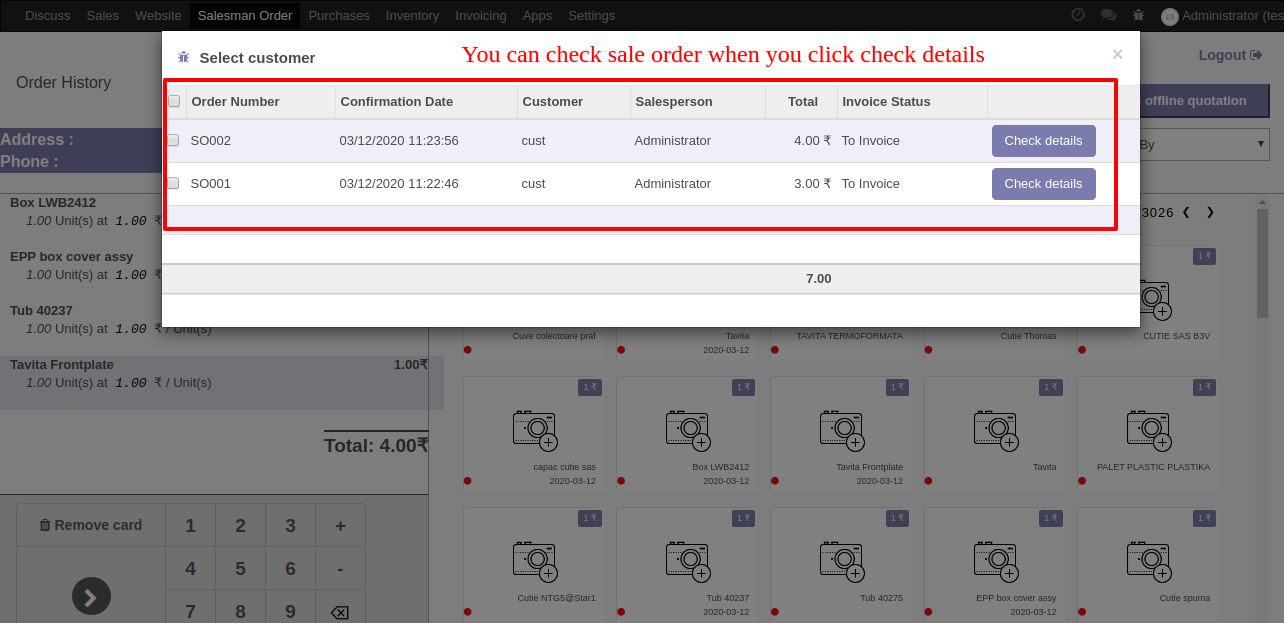 Discuss Sales Website Salesman Order Purchases Inventory Invoicing Apps Settings Administrator (tes
Select customer You can check sale order when you click check details ×
Logout
Order History
offline quotation
Order Number Confirmation Date Customer Salesperson Total Invoice Status
SO002 03/12/2020 11:23:56 cust Administrator 4.00 ₹ To Invoice Check details
SO001 03/12/2020 11:22:46 cust Administrator 3.00 ₹ To Invoice Check details
7.00
Address :
Phone :
By
Box LWB2412
1.00 Unit(s) at 1.00 ₹
EPP box cover assy
1.00 Unit(s) at 1.00 ₹
Tub 40237
1.00 Unit(s) at 1.00 ₹ / Unit(s)
Tavita Frontplate 1.00₹
1.00 Unit(s) at 1.00 ₹ / Unit(s)
Total: 4.00₹
Remove card 1 2 3 +
4 5 6 -
7 8 9
3026
1 ₹
Cuve colectoare praf Tavita TAVITA TERMOFORMATA Cutie Thomas CUTIE SAS B3V
2020-03-12
1 ₹ 1 ₹ 1 ₹ 1 ₹ 1 ₹
capac cutie sas Box LWB2412 Tavita Frontplate Tavita PALET PLASTIC PLASTIKA
2020-03-12 2020-03-12 2020-03-12
1 ₹ 1 ₹ 1 ₹ 1 ₹ 1 ₹
Cutie NTG5@Star1 Tub 40237 Tub 40275 EPP box cover assy Cutie spuma
2020-03-12 2020-03-12